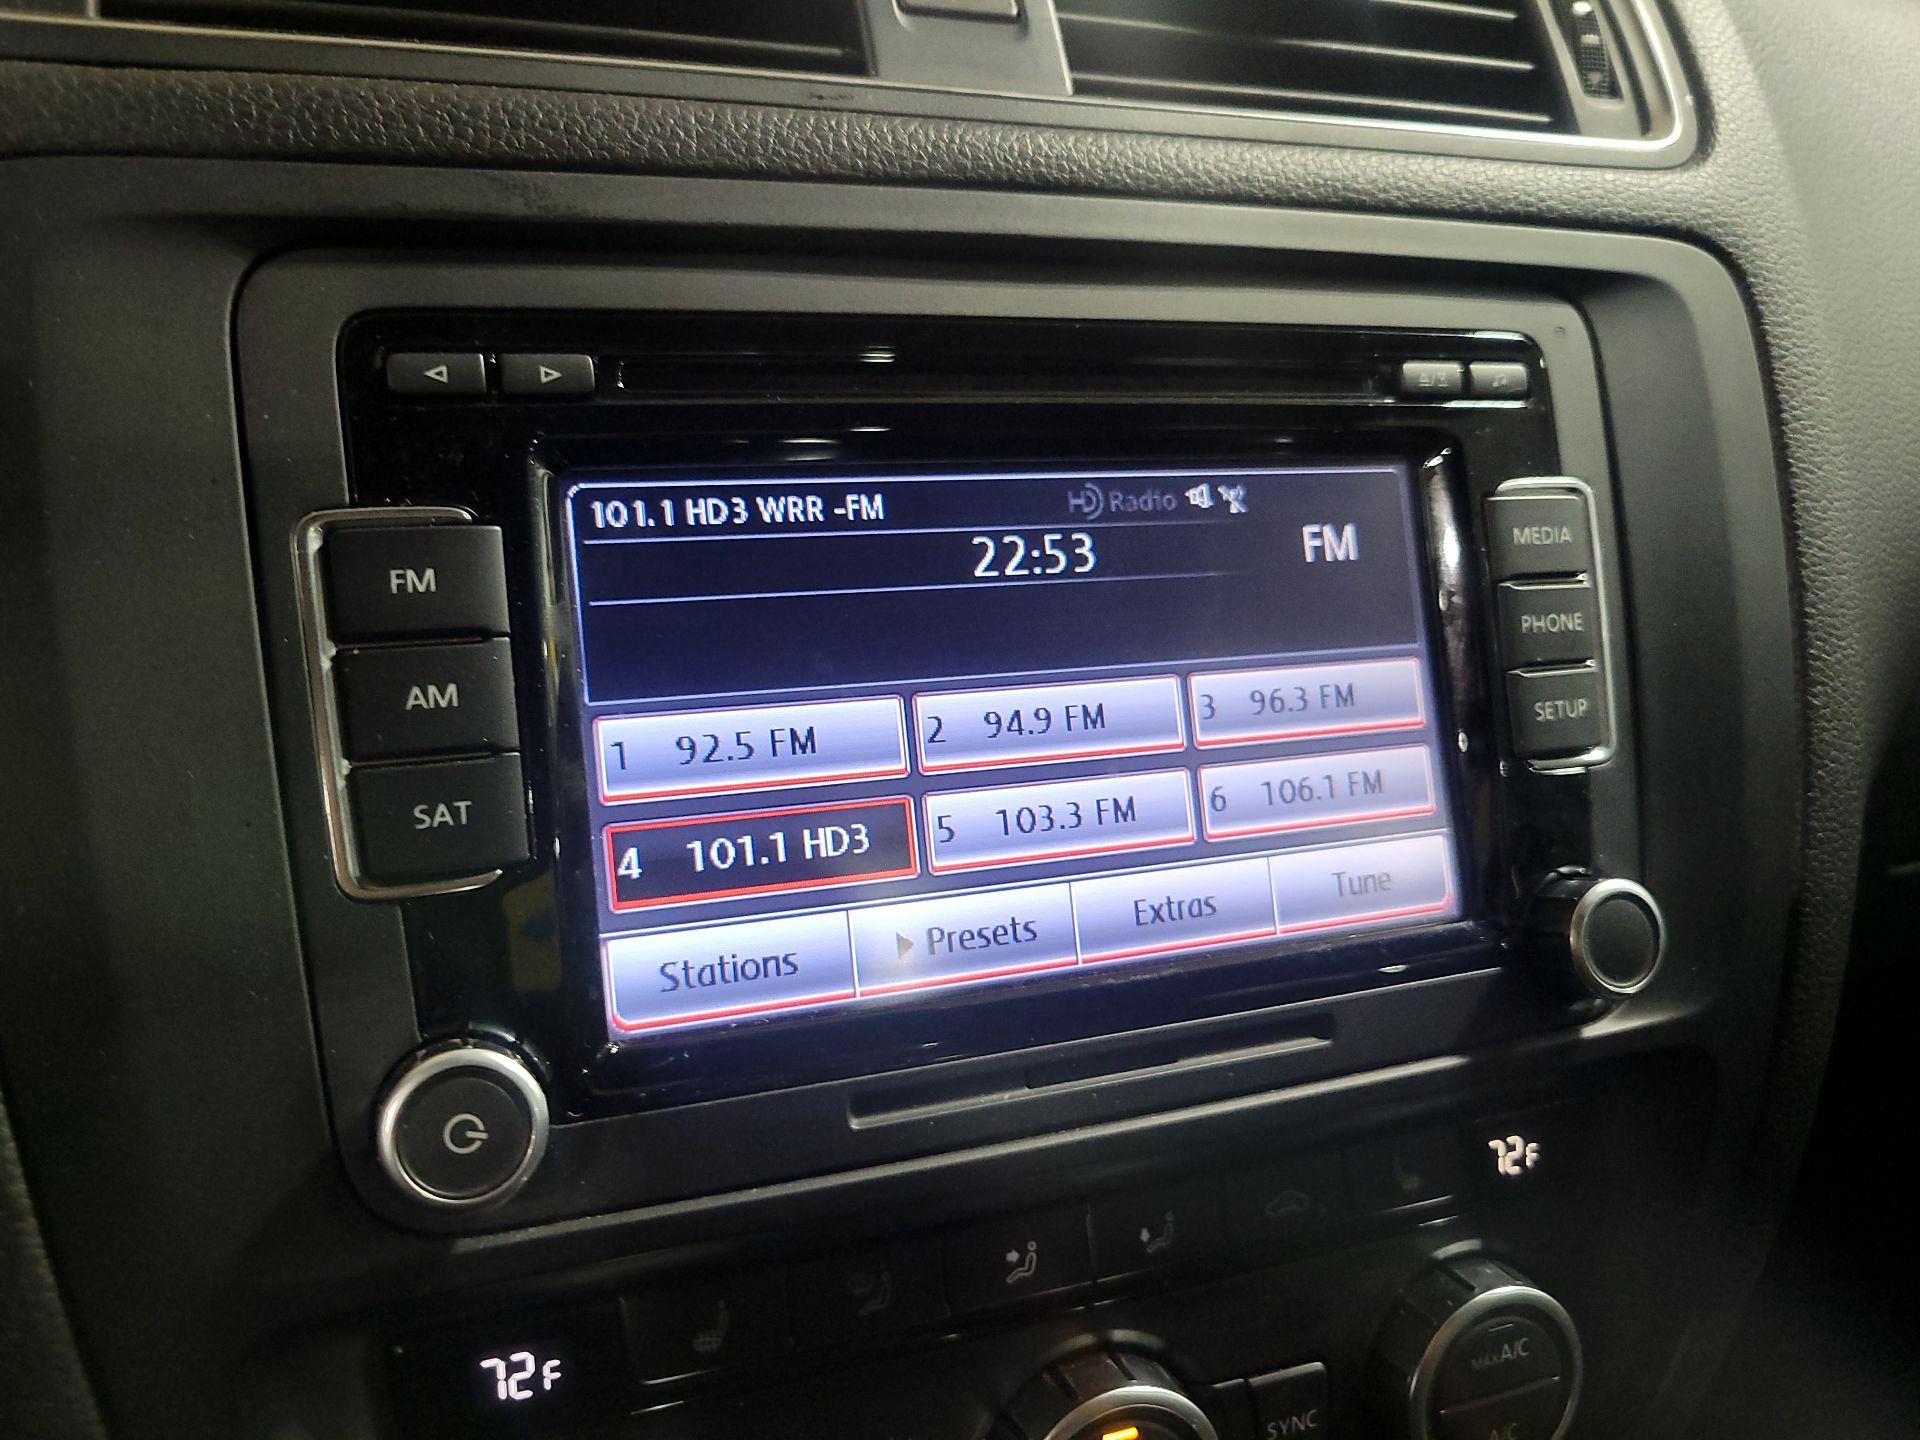 101.1 HD3 WRR -FM HD Radio
22:53 FM
FM
AM
SAT
MEDIA
PHONE
SETUP
1 92.5 FM
2 94.9 FM
3 96.3 FM
4 101.1 HD3
5 103.3 FM
6 106.1 FM
Stations
Presets
Extras
Tune
72F
72F
MAX A/C
SYNC
A/C